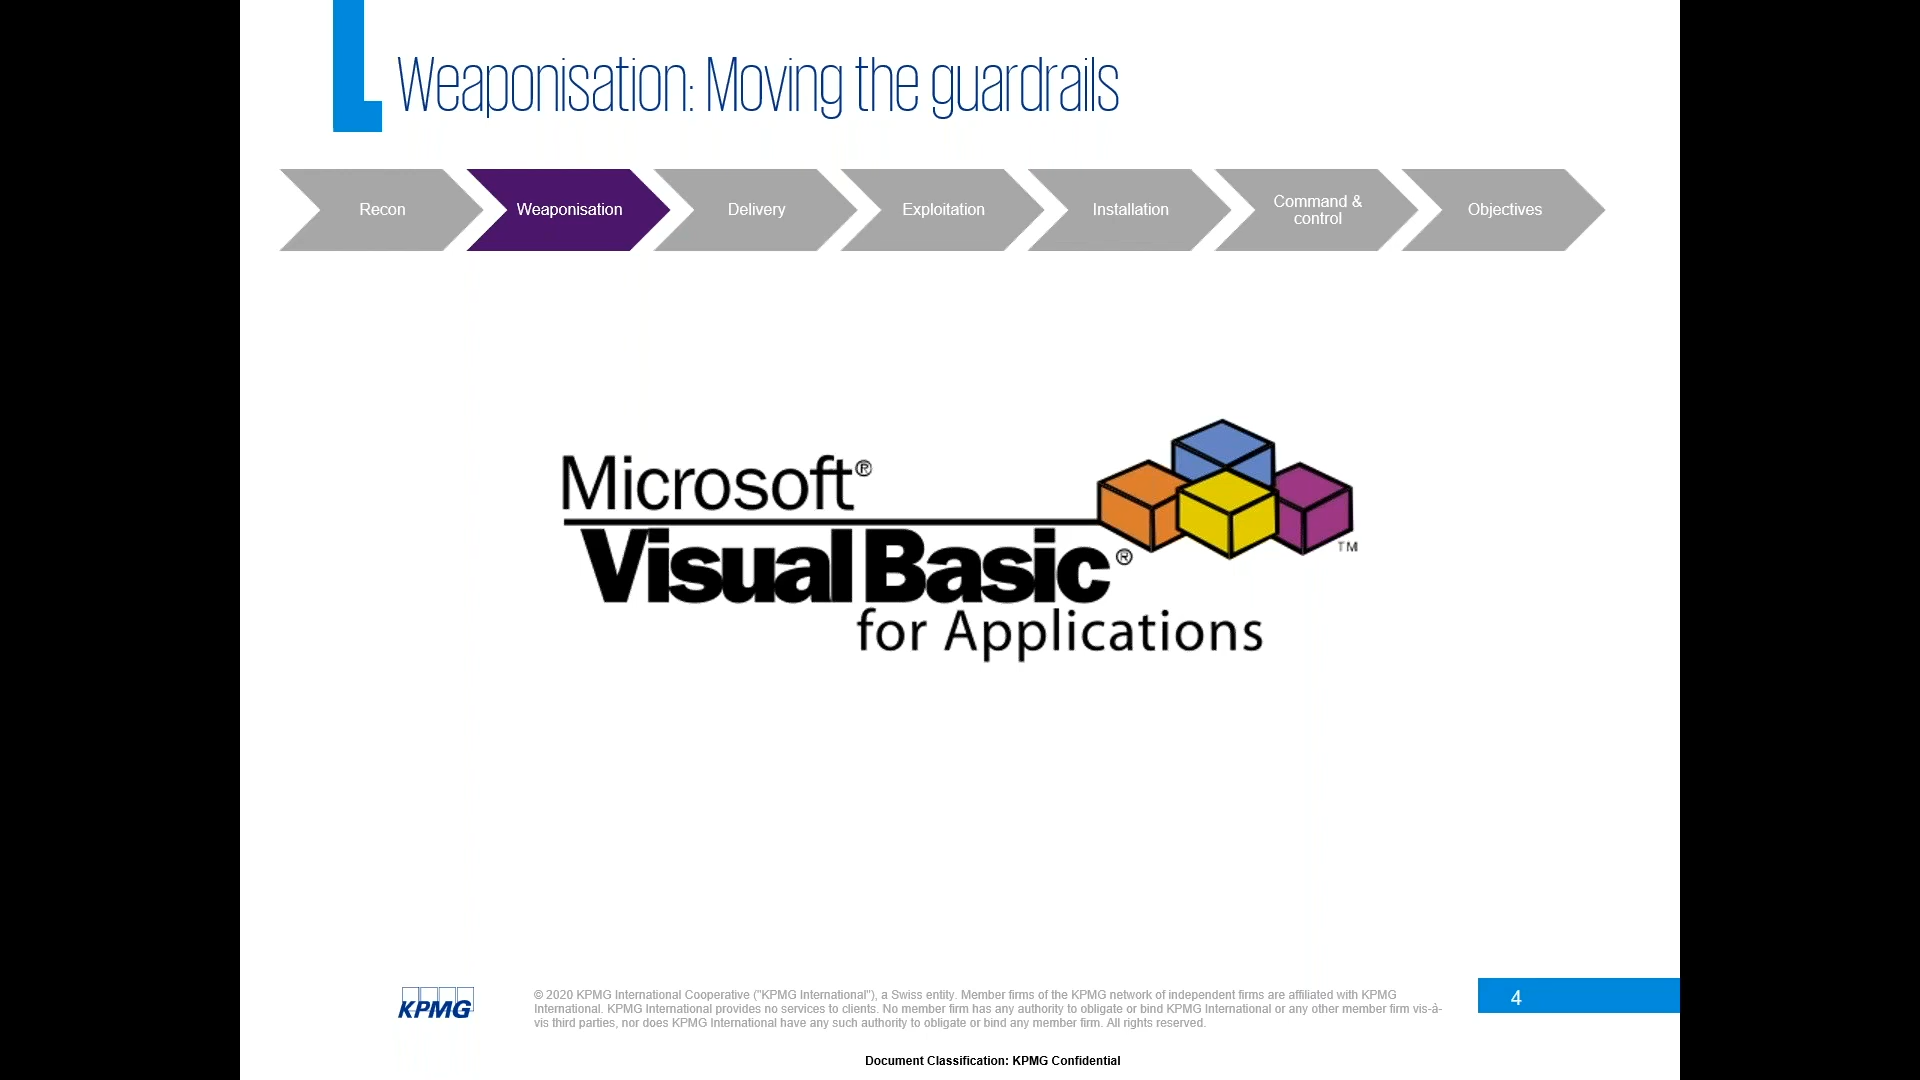 Weaponisation: Moving the guardrails
Recon
Weaponisation
Delivery
Exploitation
Installation
Command &
control
Objectives
Microsoft®
Visual Basic®
for Applications
TM
KPMG
© 2020 KPMG International Cooperative ("KPMG International"), a Swiss entity. Member firms of the KPMG network of independent firms are affiliated with KPMG
International. KPMG International provides no services to clients. No member firm has any authority to obligate or bind KPMG International or any other member firm vis-à-
vis third parties, nor does KPMG International have any such authority to obligate or bind any member firm. All rights reserved.
4
Document Classification: KPMG Confidential